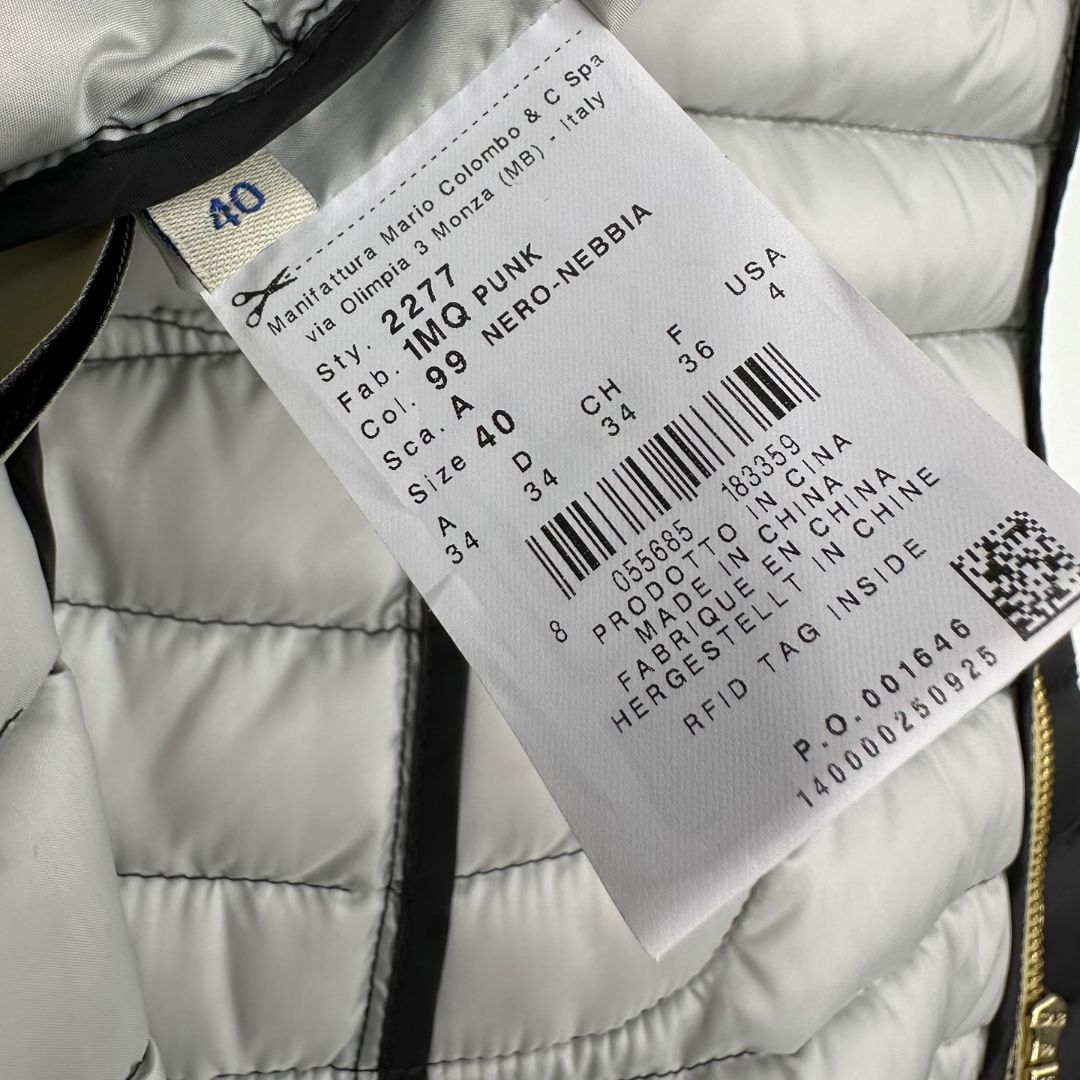 40
Manifattura Mario Colombo & C Spa
via Olimpia 3 Monza (MB) - Italy
Sty. 2277
Fab. 1MQ PUNK
Col. 99 NERO-NEBBIA
Sca. A
Size 40
A D CH F USA
34 34 34 36 4
8 055685 183359
PRODOTTO IN CINA
MADE IN CHINA
FABRIQUE EN CHINA
HERGESTELLT IN CHINE
RFID TAG INSIDE
P.O. 001646
140000250925